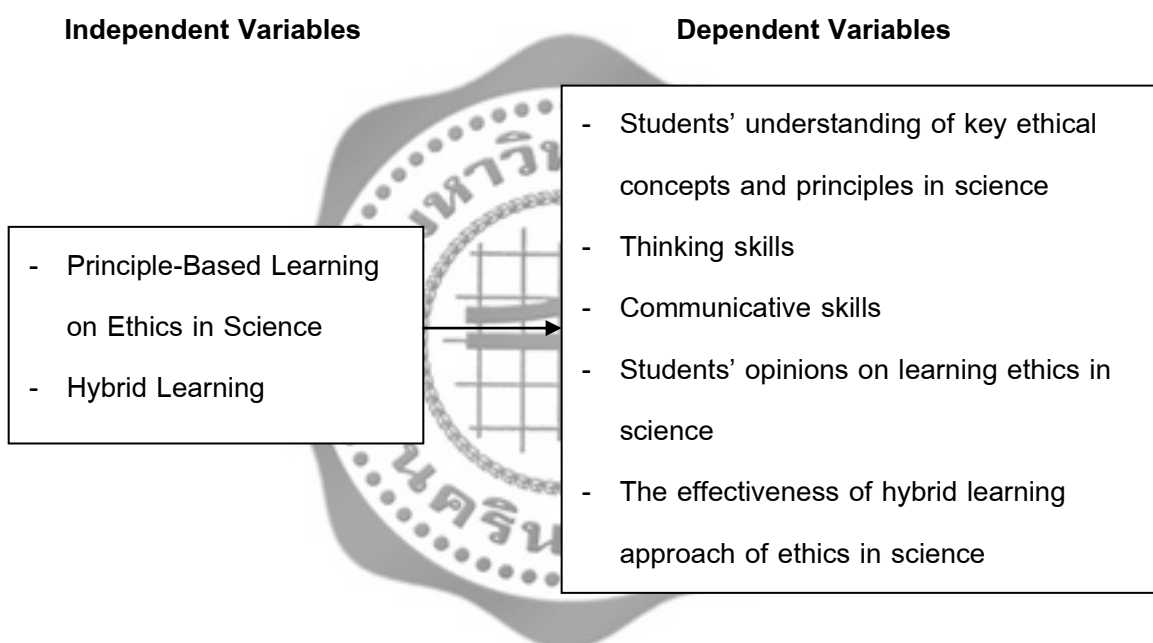 Independent Variables
Dependent Variables
- Principle-Based Learning
on Ethics in Science
- Hybrid Learning
- Students’ understanding of key ethical
concepts and principles in science
- Thinking skills
- Communicative skills
- Students’ opinions on learning ethics in
science
- The effectiveness of hybrid learning
approach of ethics in science